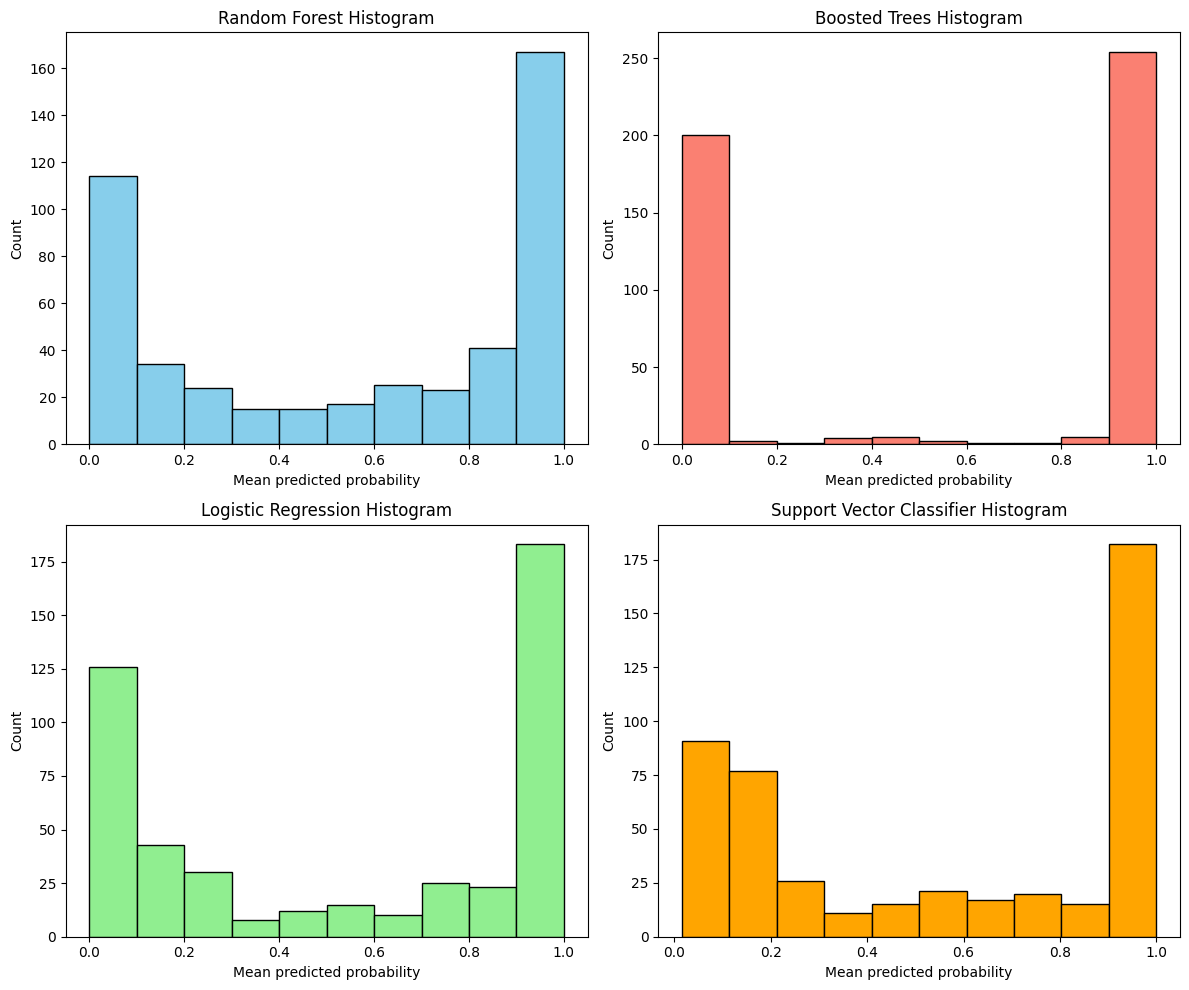 Random Forest Histogram
160
140
120
100
80
60
40
20
0
Count
0.0 0.2 0.4 0.6 0.8 1.0
Mean predicted probability
Boosted Trees Histogram
250
200
150
100
50
0
Count
0.0 0.2 0.4 0.6 0.8 1.0
Mean predicted probability
Logistic Regression Histogram
175
150
125
100
75
50
25
0
Count
0.0 0.2 0.4 0.6 0.8 1.0
Mean predicted probability
Support Vector Classifier Histogram
175
150
125
100
75
50
25
0
Count
0.0 0.2 0.4 0.6 0.8 1.0
Mean predicted probability